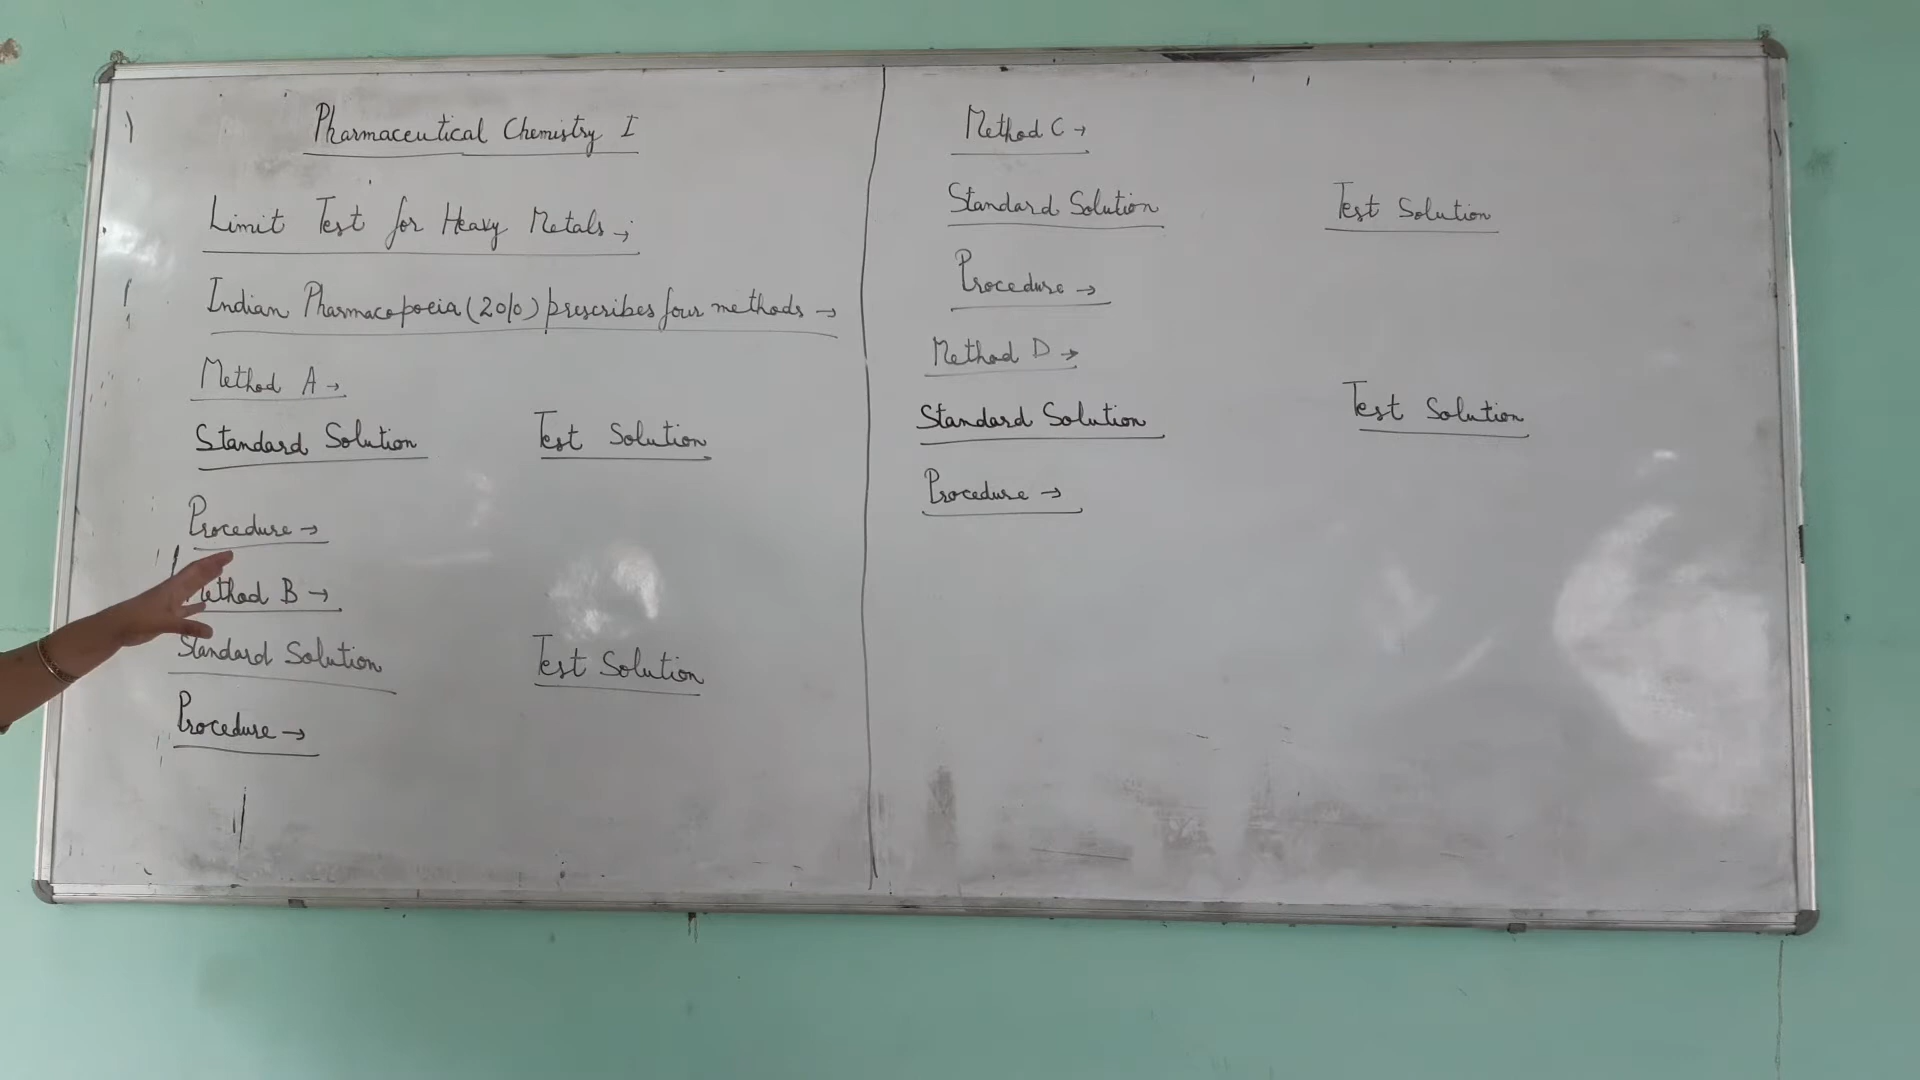 Pharmaceutical Chemistry I
Limit Test for Heavy Metals →
Indian Pharmacopoeia (2010) prescribes four methods →
Method A →
Standard Solution Test Solution
Procedure →
Method B →
Standard Solution Test Solution
Procedure →
Method C →
Standard Solution Test Solution
Procedure →
Method D →
Standard Solution Test Solution
Procedure →